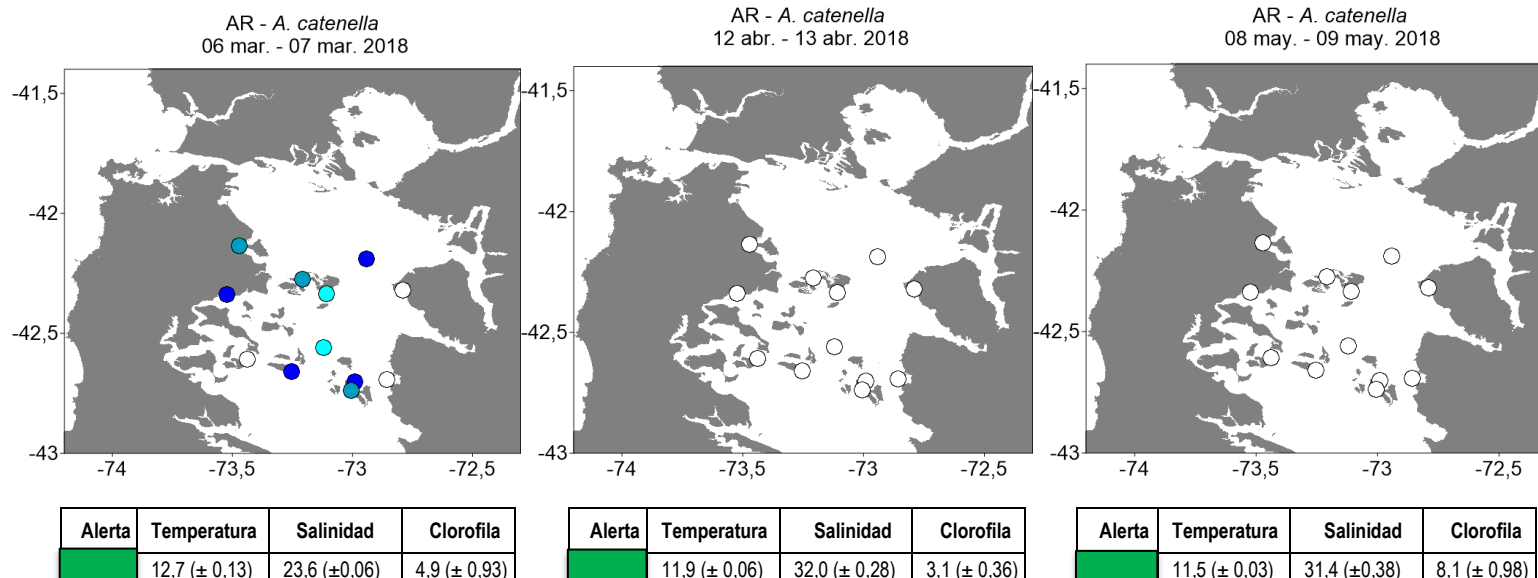 AR - A. catenella
06 mar. - 07 mar. 2018
-41,5
-42
-42,5
-43
-74
-73,5
-73
-72,5
Alerta Temperatura Salinidad Clorofila
12,7 (± 0,13) 23,6 (±0,06) 4,9 (± 0,93)
AR - A. catenella
12 abr. - 13 abr. 2018
-41,5
-42
-42,5
-43
-74
-73,5
-73
-72,5
Alerta Temperatura Salinidad Clorofila
11,9 (± 0,06) 32,0 (± 0,28) 3,1 (± 0,36)
AR - A. catenella
08 may. - 09 may. 2018
-41,5
-42
-42,5
-43
-74
-73,5
-73
-72,5
Alerta Temperatura Salinidad Clorofila
11,5 (± 0,03) 31,4 (±0,38) 8,1 (± 0,98)